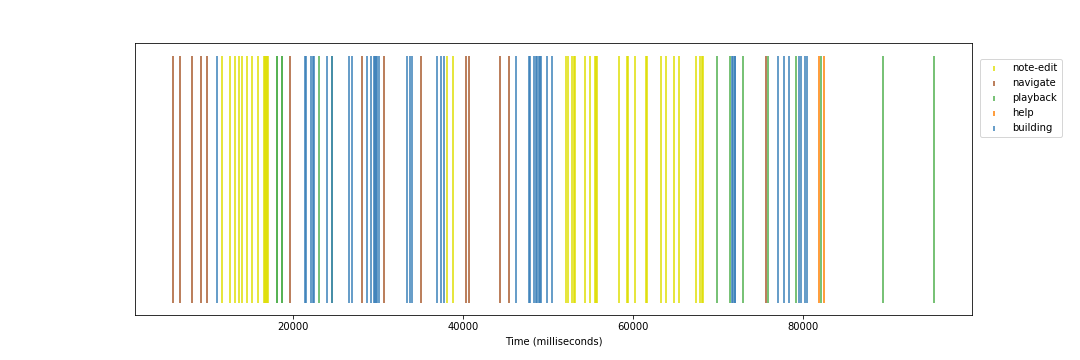 note-edit
navigate
playback
help
building
20000 40000 60000 80000
Time (milliseconds)